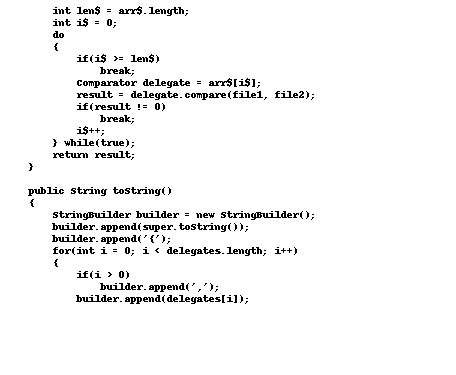 int len$ = arr$.length;
int i$ = 0;
do
{
if(i$ >= len$)
break;
Comparator delegate = arr$[i$];
result = delegate.compare(file1, file2);
if(result != 0)
break;
i$++;
} while(true);
return result;
}
public String toString()
{
StringBuilder builder = new StringBuilder();
builder.append(super.toString());
builder.append('{');
for(int i = 0; i < delegates.length; i++)
{
if(i > 0)
builder.append(',');
builder.append(delegates[i]);